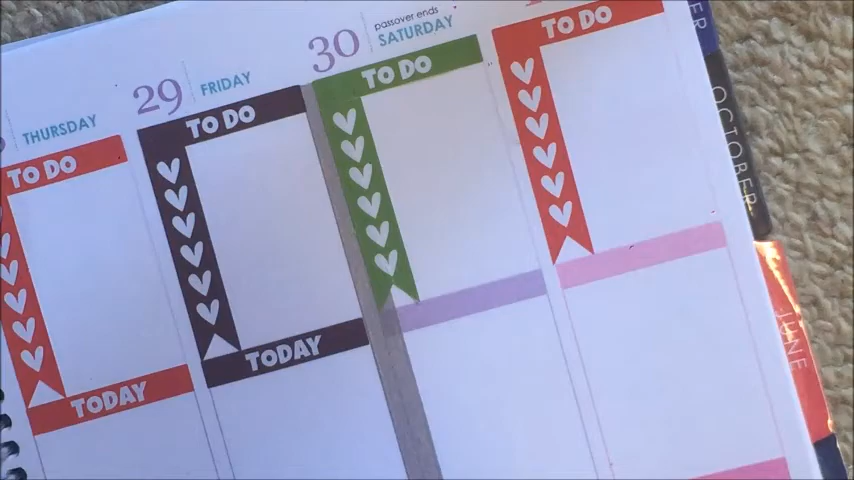 THURSDAY
TO DO
TODAY
29 FRIDAY
TO DO
TODAY
30 passover ends
SATURDAY
TO DO
TO DO
OCTOBER
JUNE